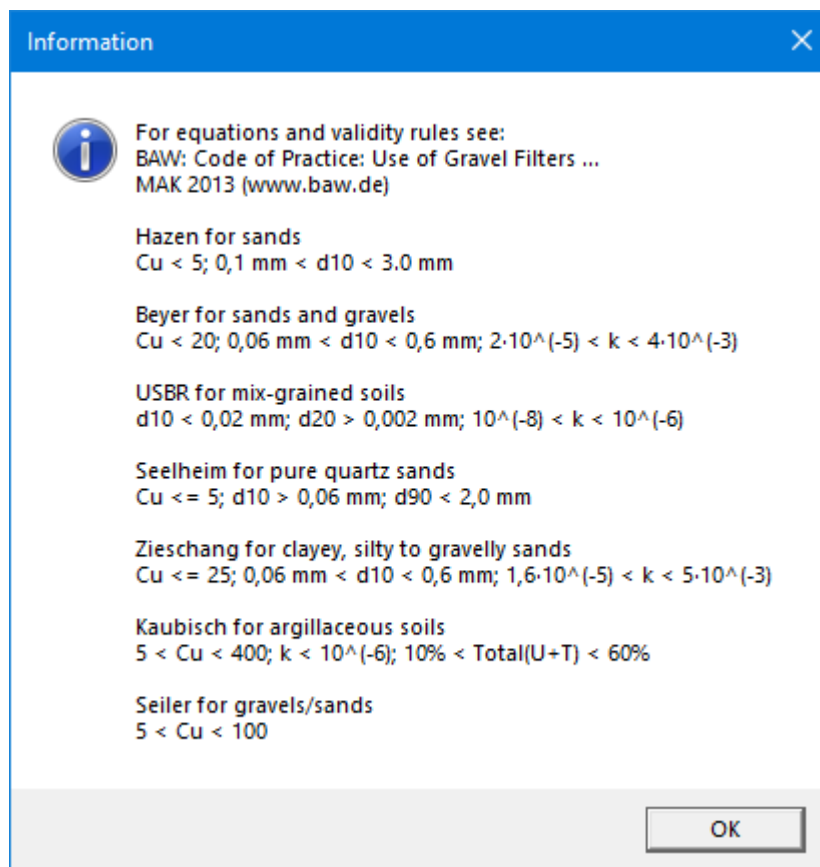 Information
For equations and validity rules see:
BAW: Code of Practice: Use of Gravel Filters ...
MAK 2013 (www.baw.de)
Hazen for sands
Cu < 5; 0,1 mm < d10 < 3.0 mm
Beyer for sands and gravels
Cu < 20; 0,06 mm < d10 < 0,6 mm; 2·10^(-5) < k < 4·10^(-3)
USBR for mix-grained soils
d10 < 0,02 mm; d20 > 0,002 mm; 10^(-8) < k < 10^(-6)
Seelheim for pure quartz sands
Cu <= 5; d10 > 0,06 mm; d90 < 2,0 mm
Zieschang for clayey, silty to gravelly sands
Cu <= 25; 0,06 mm < d10 < 0,6 mm; 1,6·10^(-5) < k < 5·10^(-3)
Kaubisch for argillaceous soils
5 < Cu < 400; k < 10^(-6); 10% < Total(U+T) < 60%
Seiler for gravels/sands
5 < Cu < 100
OK